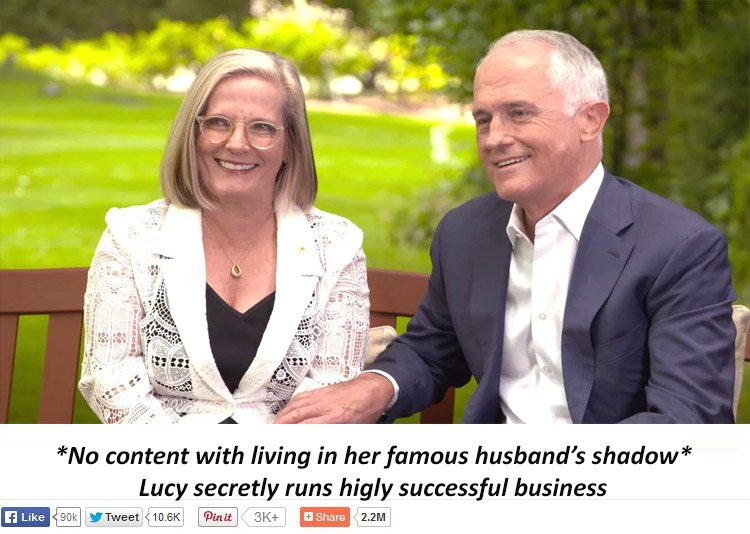 *No content with living in her famous husband's shadow*
Lucy secretly runs higly successful business
Like 90k Tweet 10.6K Pin it 3K+ Share 2.2M